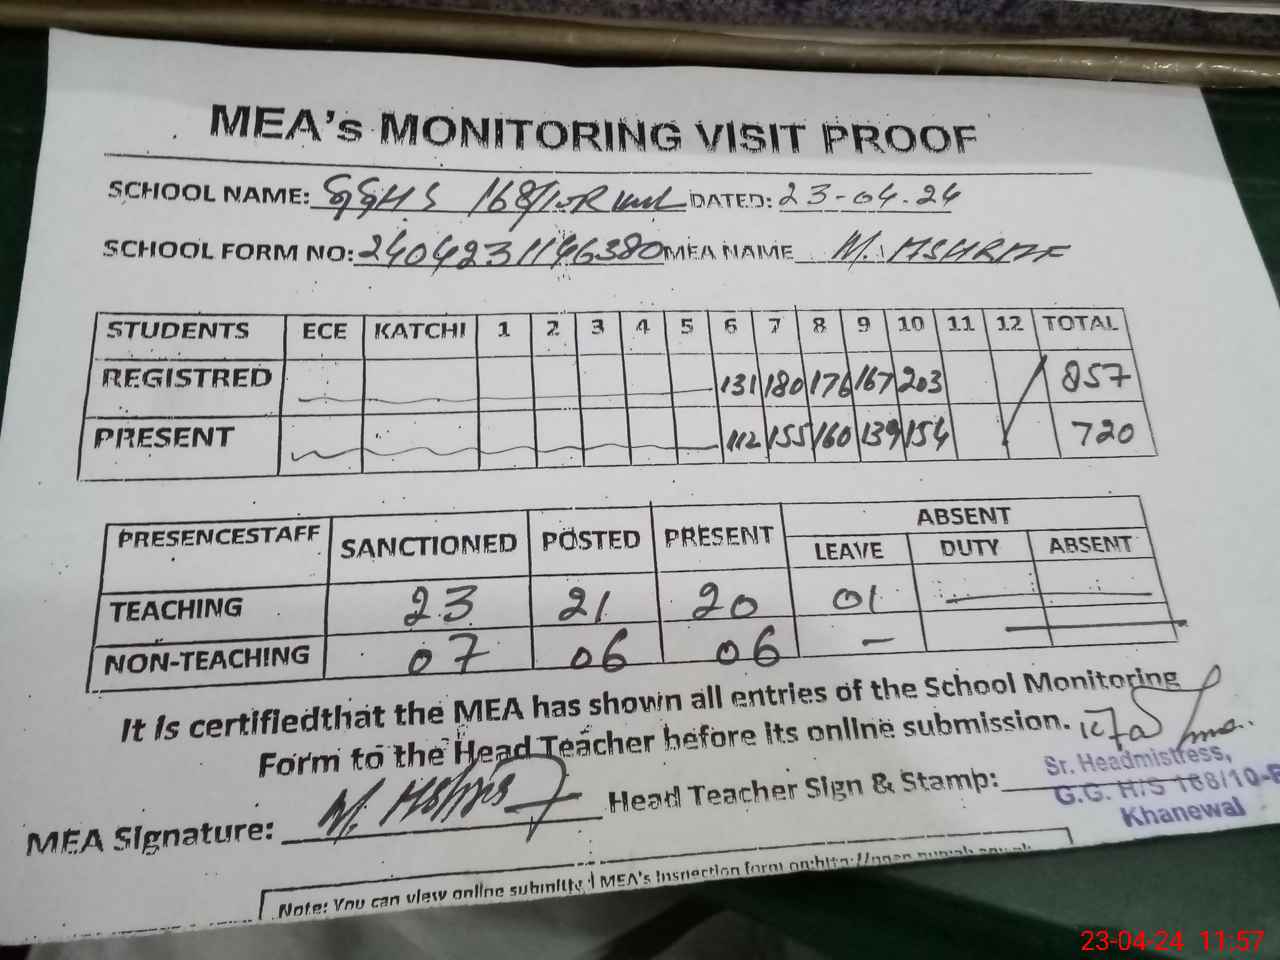 MEA's MONITORING VISIT PROOF
SCHOOL NAME: GGHS 168/10R KWL DATED: 23-04-24
SCHOOL FORM NO: 2404231146380 MEA NAME M. ASHRAF
STUDENTS ECE KATCHI 1 2 3 4 5 6 7 8 9 10 11 12 TOTAL
REGISTRED 131 180 176 167 203 857
PRESENT 112 155 160 139 154 720
PRESENCESTAFF SANCTIONED POSTED PRESENT ABSENT
LEAVE DUTY ABSENT
TEACHING 23 21 20 01 —
NON-TEACHING 07 06 06 — —
It is certifiedthat the MEA has shown all entries of the School Monitoring
Form to the Head Teacher before its online submission.
MEA Signature: M. Ashraf Head Teacher Sign & Stamp:
Sr. Headmistress,
G.G. H/S 168/10-R
Khanewal
Note: You can view online MEA's Inspection form on
23-04-24 11:57